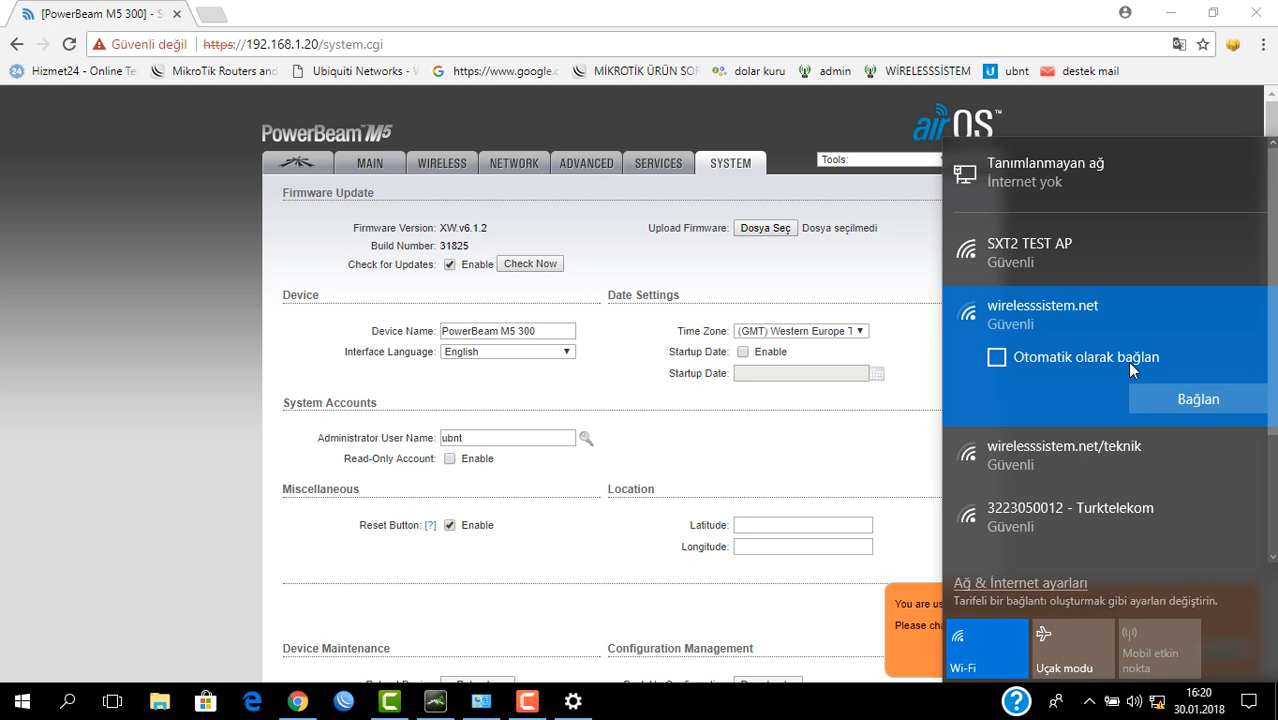 [PowerBeam M5 300] - S
Güvenli değil
https://192.168.1.20/system.cgi
Hizmet24 - Online Te
MikroTik Routers and
Ubiquiti Networks -
https://www.google.c
MİKROTİK ÜRÜN SOR
dolar kuru
admin
WİRELESSSİSTEM
ubnt
destek mail
PowerBeam M5
airOS™
MAIN
WIRELESS
NETWORK
ADVANCED
SERVICES
SYSTEM
Tools:
Firmware Update
Firmware Version: XW.v6.1.2
Upload Firmware: Dosya Seç Dosya seçilmedi
Build Number: 31825
Check for Updates: Enable Check Now
Device
Date Settings
Device Name: PowerBeam M5 300
Time Zone: (GMT) Western Europe T
Interface Language: English
Startup Date: Enable
Startup Date:
System Accounts
Administrator User Name: ubnt
Read-Only Account: Enable
Miscellaneous
Location
Reset Button: [?] Enable
Latitude:
Longitude:
You are us
Please cha
Device Maintenance
Configuration Management
Tanımlanmayan ağ
İnternet yok
SXT2 TEST AP
Güvenli
wirelesssistem.net
Güvenli
Otomatik olarak bağlan
Bağlan
wirelesssistem.net/teknik
Güvenli
3223050012 - Turktelekom
Güvenli
Ağ & İnternet ayarları
Tarifeli bir bağlantı oluşturmak gibi ayarları değiştirin.
Wi-Fi
Uçak modu
Mobil etkin
nokta
16:20
30.01.2018